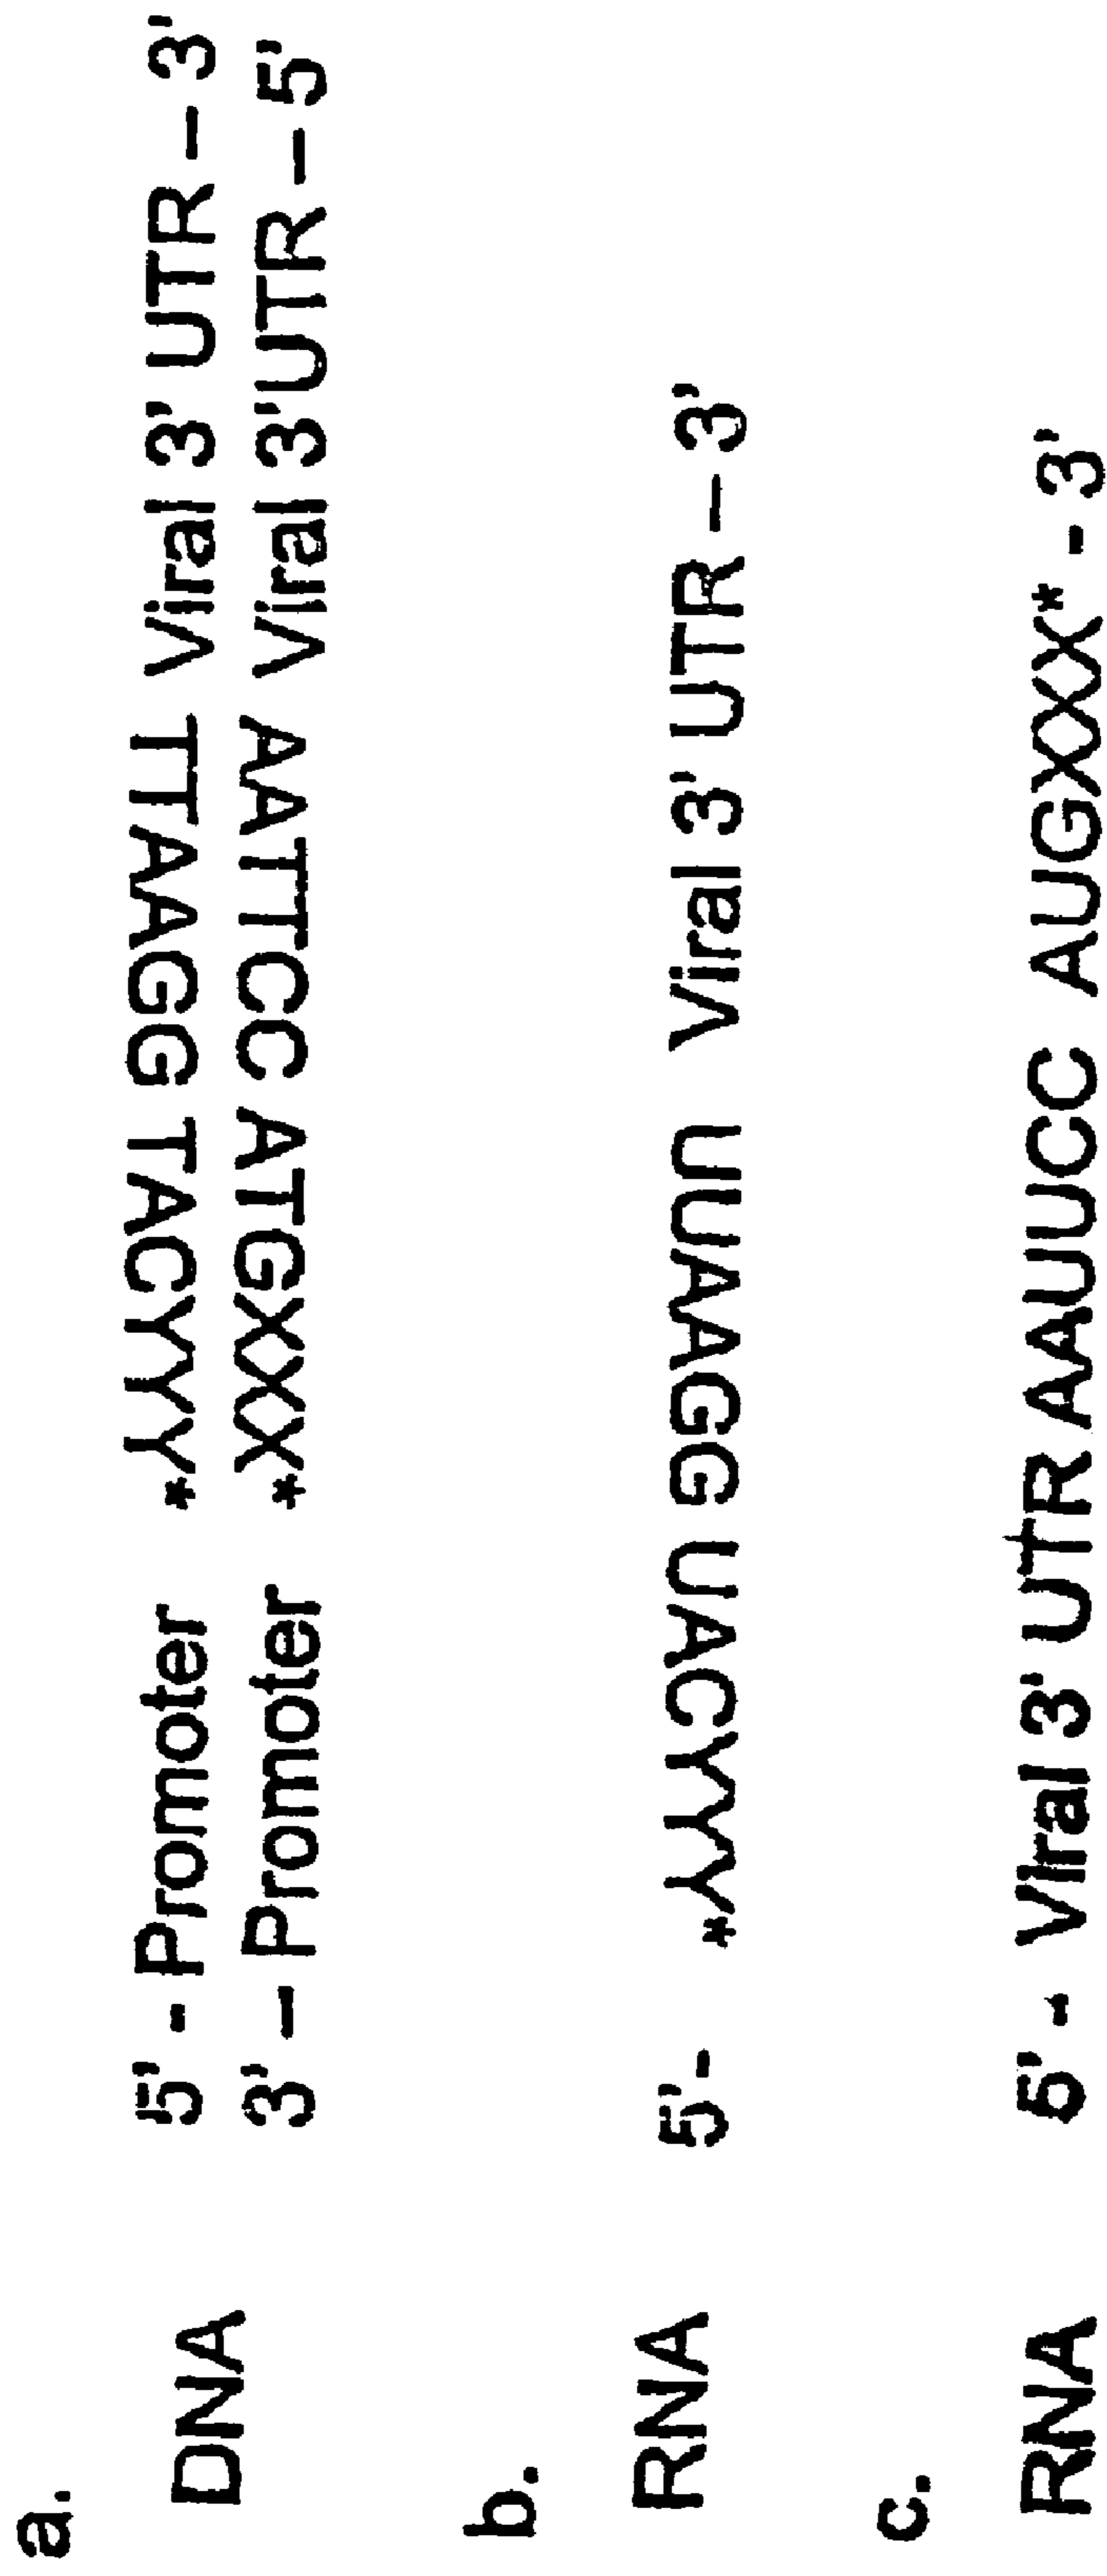 a.
DNA 5' - Promoter *YYYCAT GGAATT Viral 3' UTR – 3'
3' – Promoter *XXXGTA CCTTAA Viral 3'UTR – 5'
b.
RNA 5'- *YYYCAU GGAAUU Viral 3' UTR – 3'
c.
RNA 5' - Viral 3' UTR AAUUCC AUGXXX* - 3'